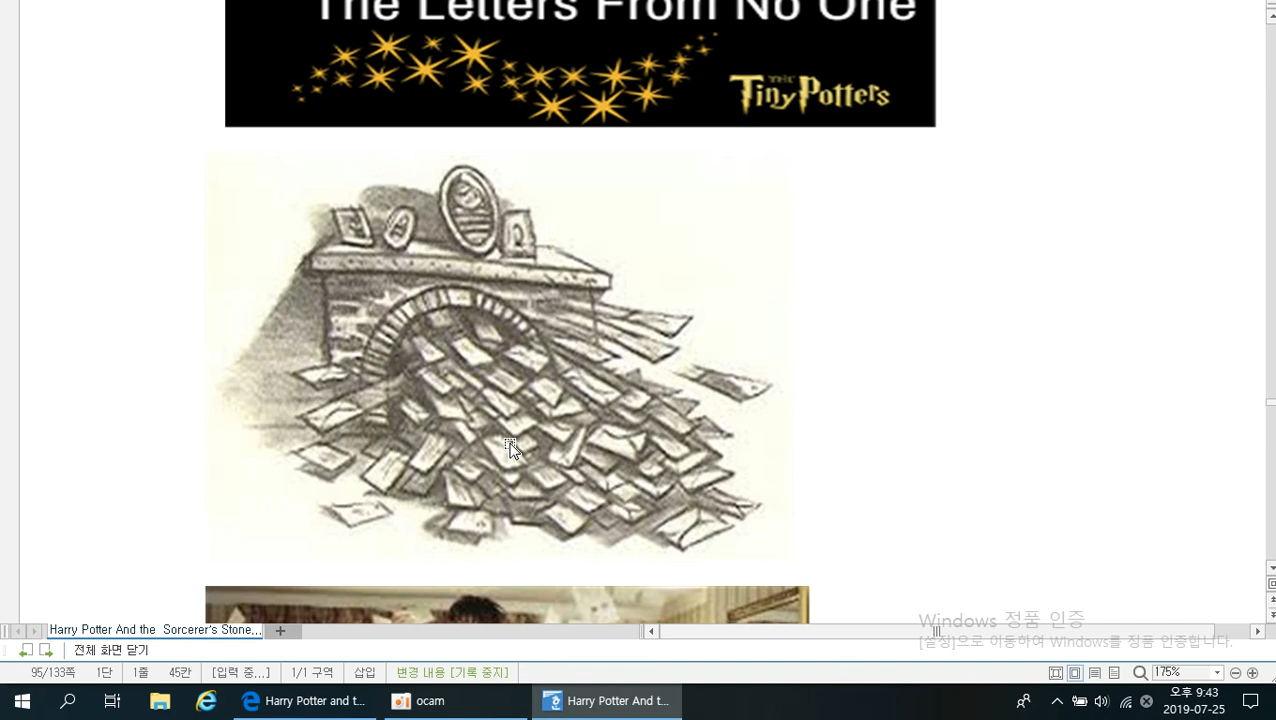 The Letters From No One
THE
Tiny Potters
Windows 정품 인증
[설정]으로 이동하여 Windows를 정품 인증합니다.
Harry Potter And the  Sorcerer's Stone...
전체 화면 닫기
95/133쪽 1단 1줄 45칸 [입력 중...] 1/1 구역 삽입 변경 내용 [기록 중지] 175%
Harry Potter and t... ocam Harry Potter And t... 오후 9:43
2019-07-25